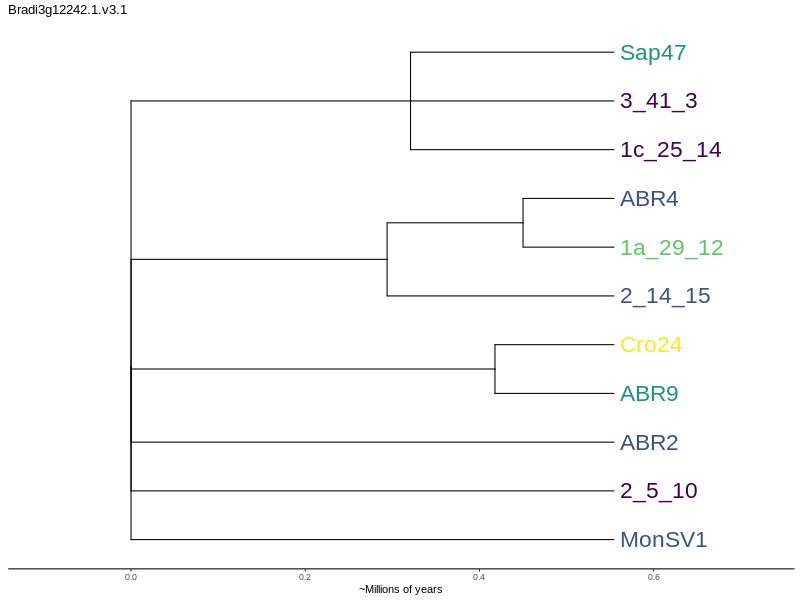 Bradi3g12242.1.v3.1
Sap47
3_41_3
1c_25_14
ABR4
1a_29_12
2_14_15
Cro24
ABR9
ABR2
2_5_10
MonSV1
0.0 0.2 0.4 0.6
~Millions of years